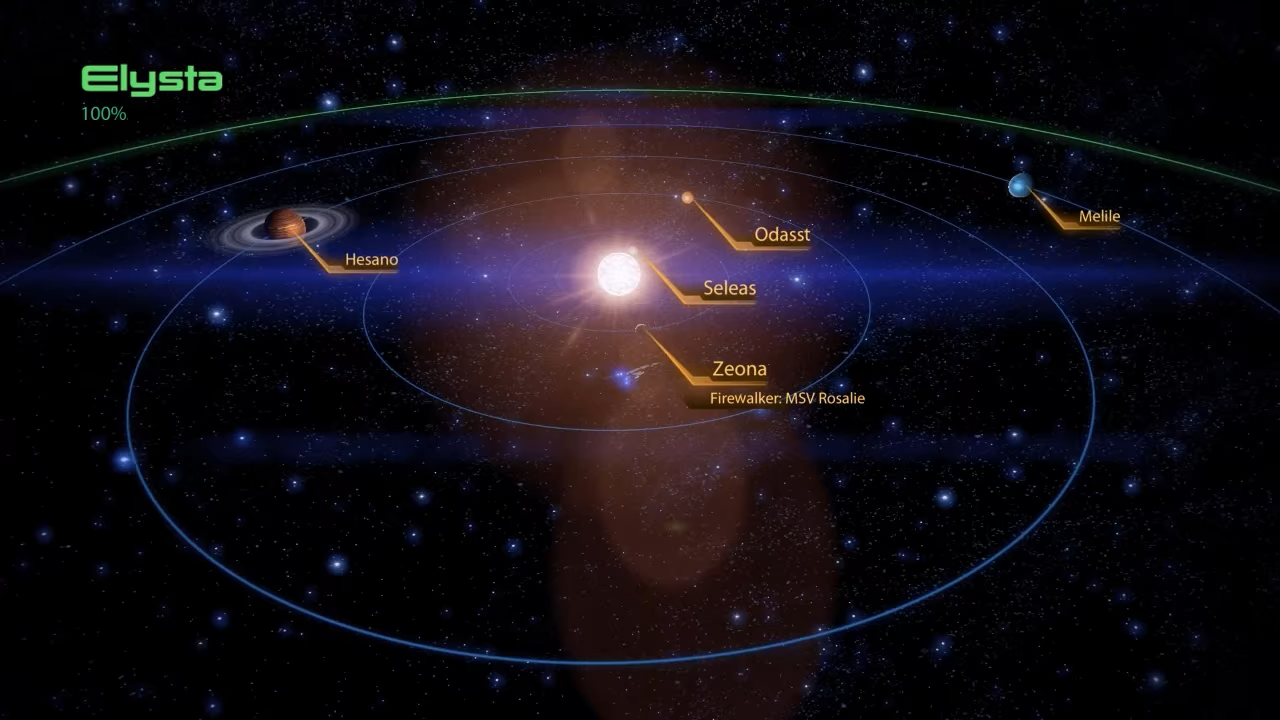 Elysta
100%
Odasst
Melile
Hesano
Seleas
Zeona
Firewalker: MSV Rosalie